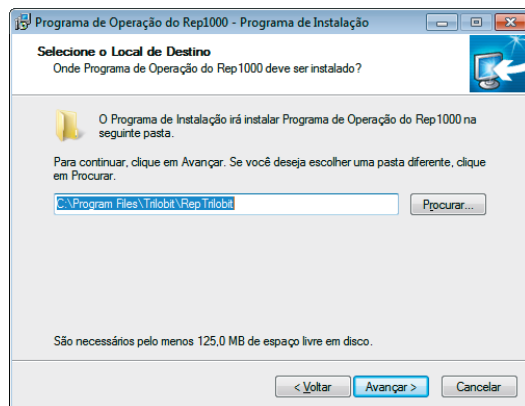 Programa de Operação do Rep1000 - Programa de Instalação
Selecione o Local de Destino
Onde Programa de Operação do Rep1000 deve ser instalado?
O Programa de Instalação irá instalar Programa de Operação do Rep1000 na
seguinte pasta.
Para continuar, clique em Avançar. Se você deseja escolher uma pasta diferente, clique
em Procurar.
C:\Program Files\Trilobit\RepTrilobit
Procurar...
São necessários pelo menos 125,0 MB de espaço livre em disco.
< Voltar
Avançar >
Cancelar